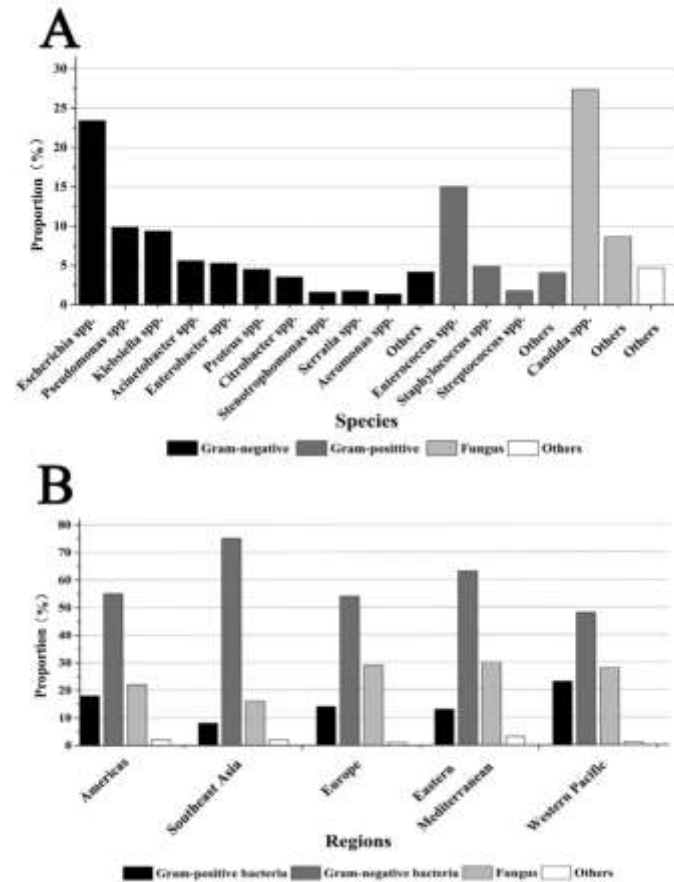 A
30
25
20
15
10
5
0
Proportion (%)
Escherichia spp.
Pseudomonas spp.
Klebsiella spp.
Acinetobacter spp.
Enterobacter spp.
Proteus spp.
Citrobacter spp.
Stenotrophomonas spp.
Serratia spp.
Aeromonas spp.
Others
Enterococcus spp.
Staphylococcus spp.
Streptococcus spp.
Others
Candida spp.
Others
Others
Species
Gram-negative Gram-posittive Fungus Others
B
80
70
60
50
40
30
20
10
0
Proportion (%)
Americas
Southeast Asia
Europe
Eastern
Mediterranean
Western Pacific
Regions
Gram-positive bacteria Gram-negative bacteria Fungus Others